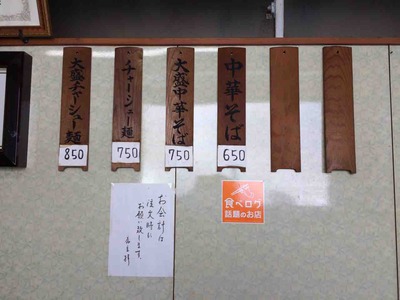 大盛チャーシュー麺
850
チャーシュー麺
750
大盛中華そば
750
中華そば
650
お会計は
注文時に
お願い致します。
食べログ
話題のお店